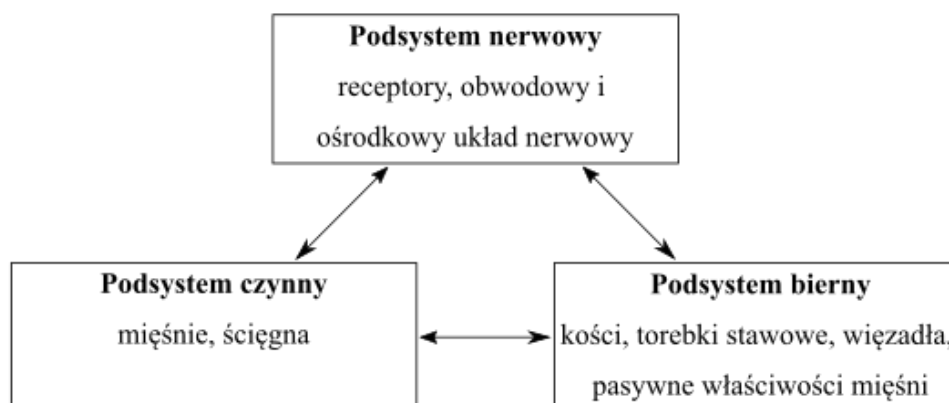 Podsystem nerwowy
receptory, obwodowy i
ośrodkowy układ nerwowy
Podsystem czynny
mięśnie, ścięgna
Podsystem bierny
kości, torebki stawowe, więzadła,
pasywne właściwości mięśni